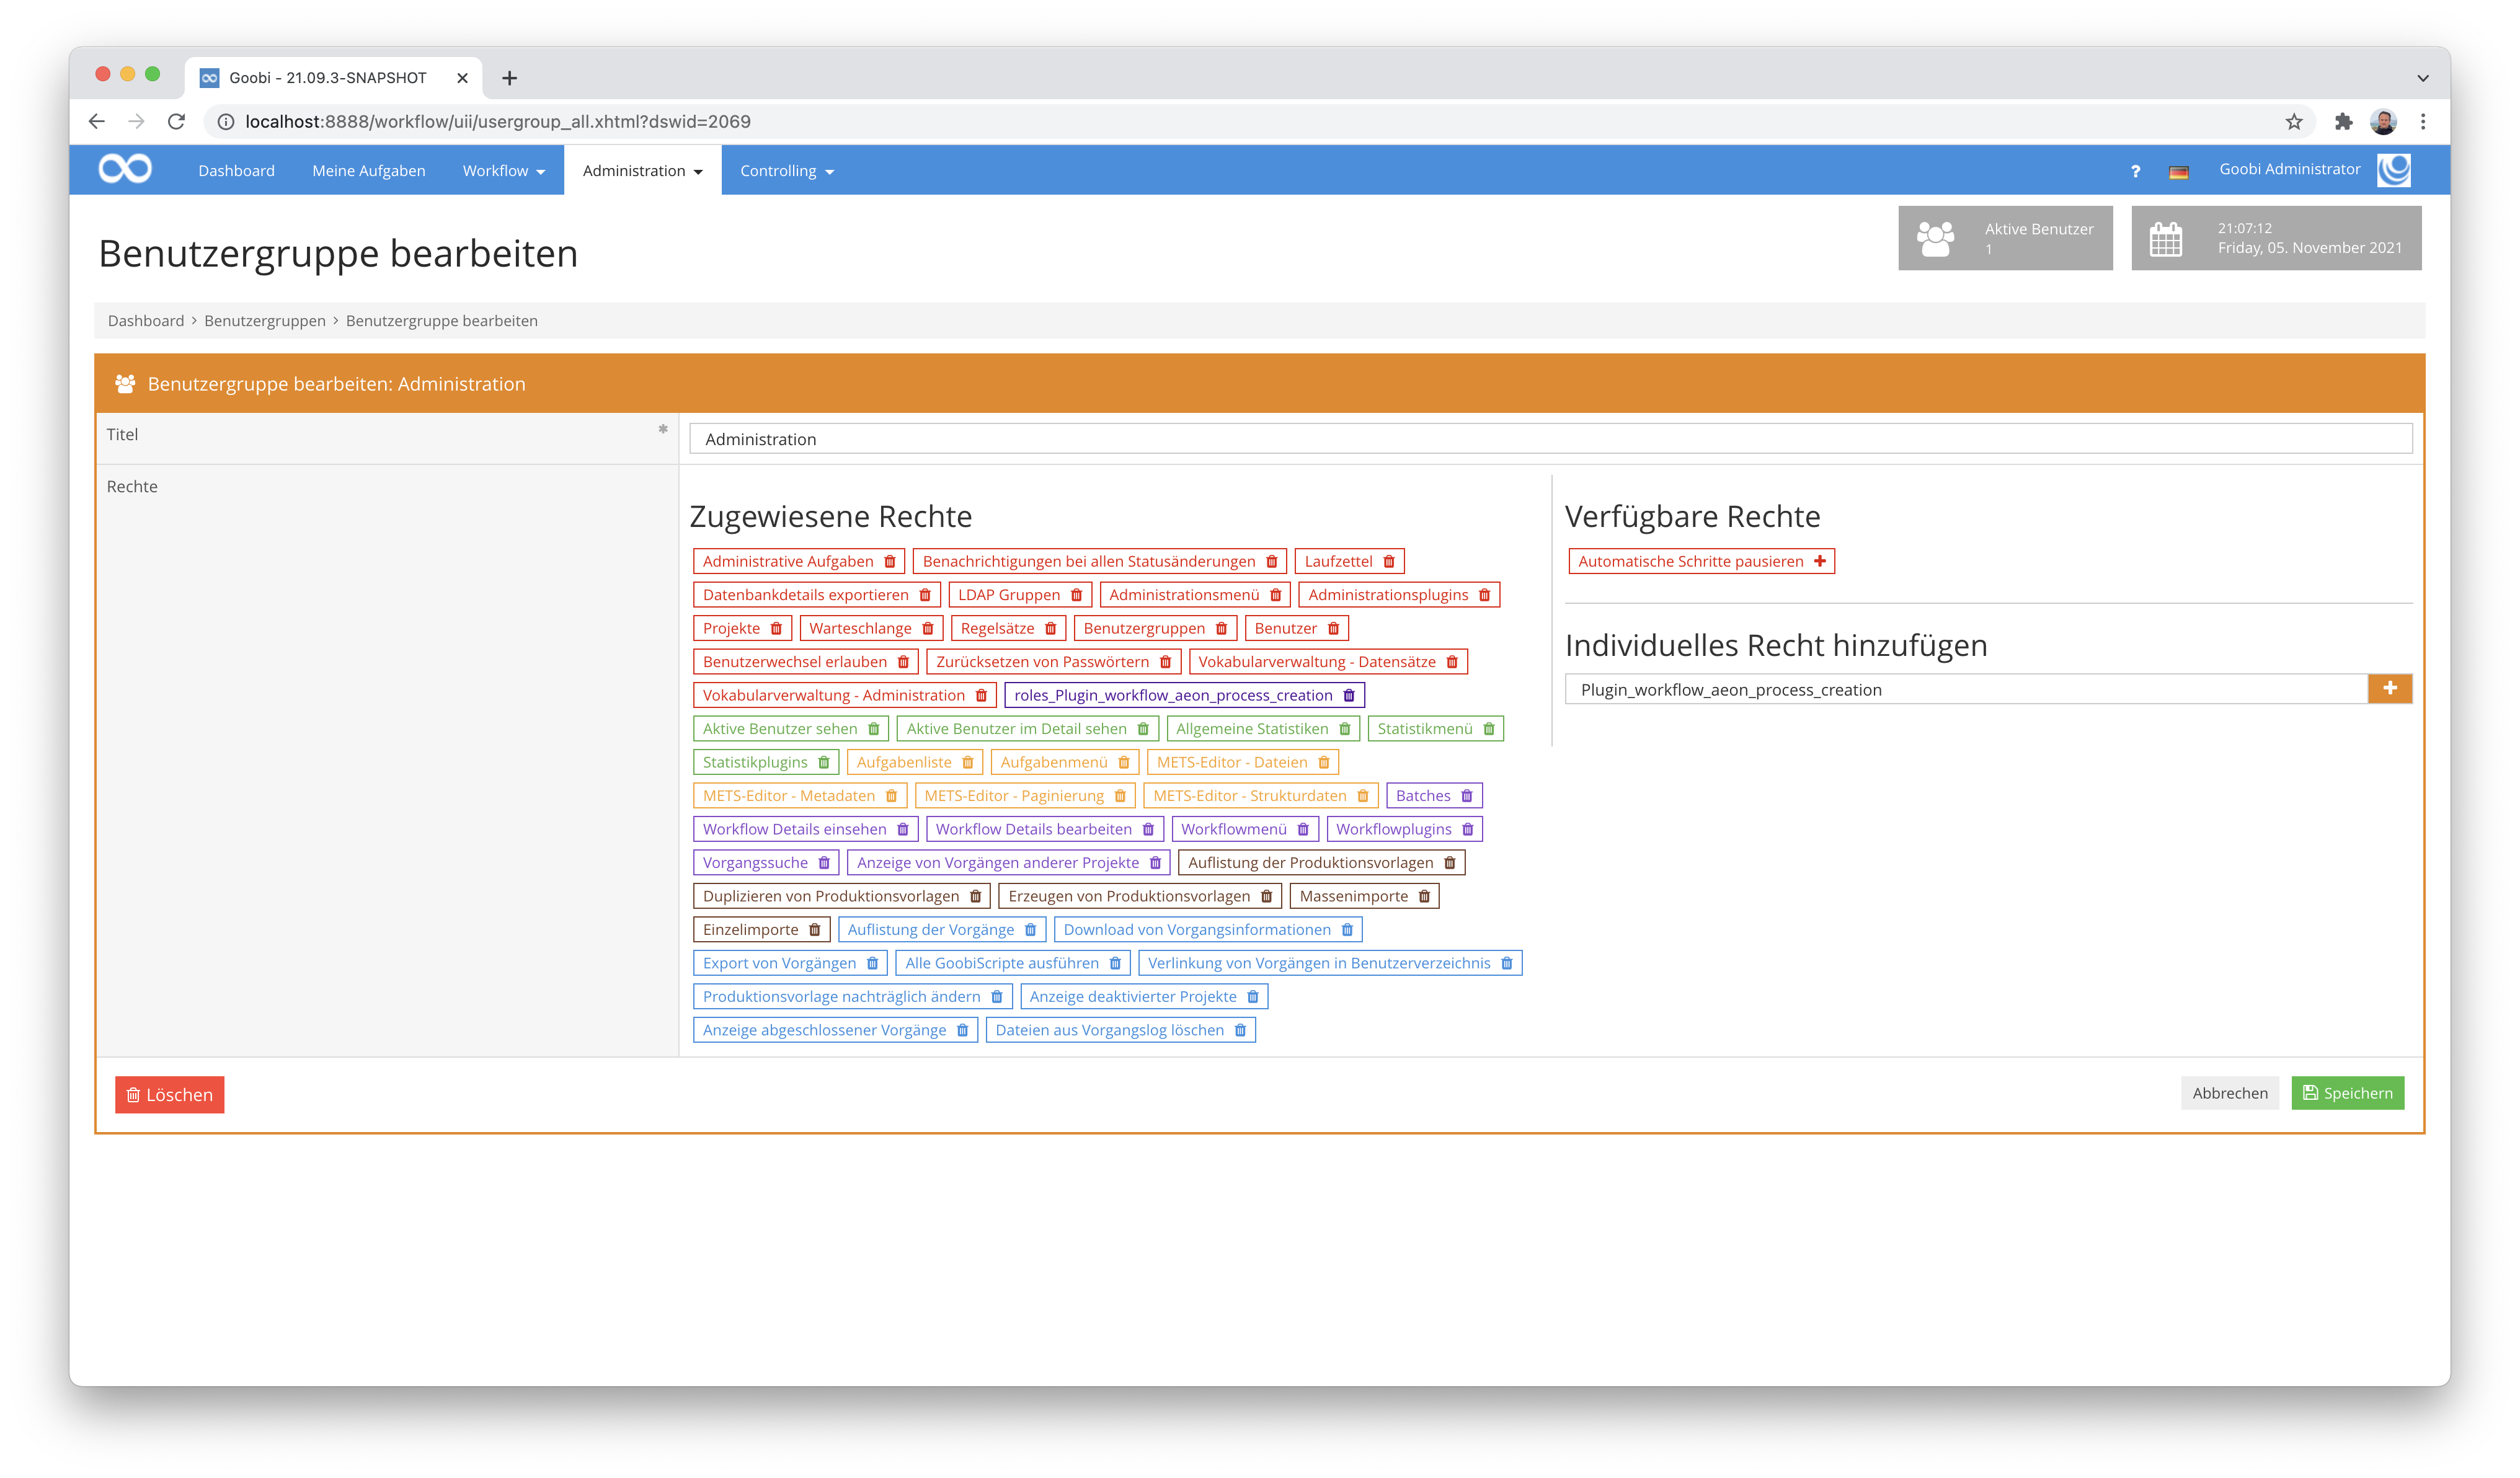 Goobi - 21.09.3-SNAPSHOT
localhost:8888/workflow/uii/usergroup_all.xhtml?dswid=2069
Dashboard Meine Aufgaben Workflow Administration Controlling ? Goobi Administrator
Benutzergruppe bearbeiten
Aktive Benutzer
1
21:07:12
Friday, 05. November 2021
Dashboard > Benutzergruppen > Benutzergruppe bearbeiten
Benutzergruppe bearbeiten: Administration
Titel *
Administration
Rechte
Zugewiesene Rechte
Administrative Aufgaben Benachrichtigungen bei allen Statusänderungen Laufzettel
Datenbankdetails exportieren LDAP Gruppen Administrationsmenü Administrationsplugins
Projekte Warteschlange Regelsätze Benutzergruppen Benutzer
Benutzerwechsel erlauben Zurücksetzen von Passwörtern Vokabularverwaltung - Datensätze
Vokabularverwaltung - Administration roles_Plugin_workflow_aeon_process_creation
Aktive Benutzer sehen Aktive Benutzer im Detail sehen Allgemeine Statistiken Statistikmenü
Statistikplugins Aufgabenliste Aufgabenmenü METS-Editor - Dateien
METS-Editor - Metadaten METS-Editor - Paginierung METS-Editor - Strukturdaten Batches
Workflow Details einsehen Workflow Details bearbeiten Workflowmenü Workflowplugins
Vorgangssuche Anzeige von Vorgängen anderer Projekte Auflistung der Produktionsvorlagen
Duplizieren von Produktionsvorlagen Erzeugen von Produktionsvorlagen Massenimporte
Einzelimporte Auflistung der Vorgänge Download von Vorgangsinformationen
Export von Vorgängen Alle GoobiScripte ausführen Verlinkung von Vorgängen in Benutzerverzeichnis
Produktionsvorlage nachträglich ändern Anzeige deaktivierter Projekte
Anzeige abgeschlossener Vorgänge Dateien aus Vorgangslog löschen
Verfügbare Rechte
Automatische Schritte pausieren
Individuelles Recht hinzufügen
Plugin_workflow_aeon_process_creation
Löschen
Abbrechen Speichern